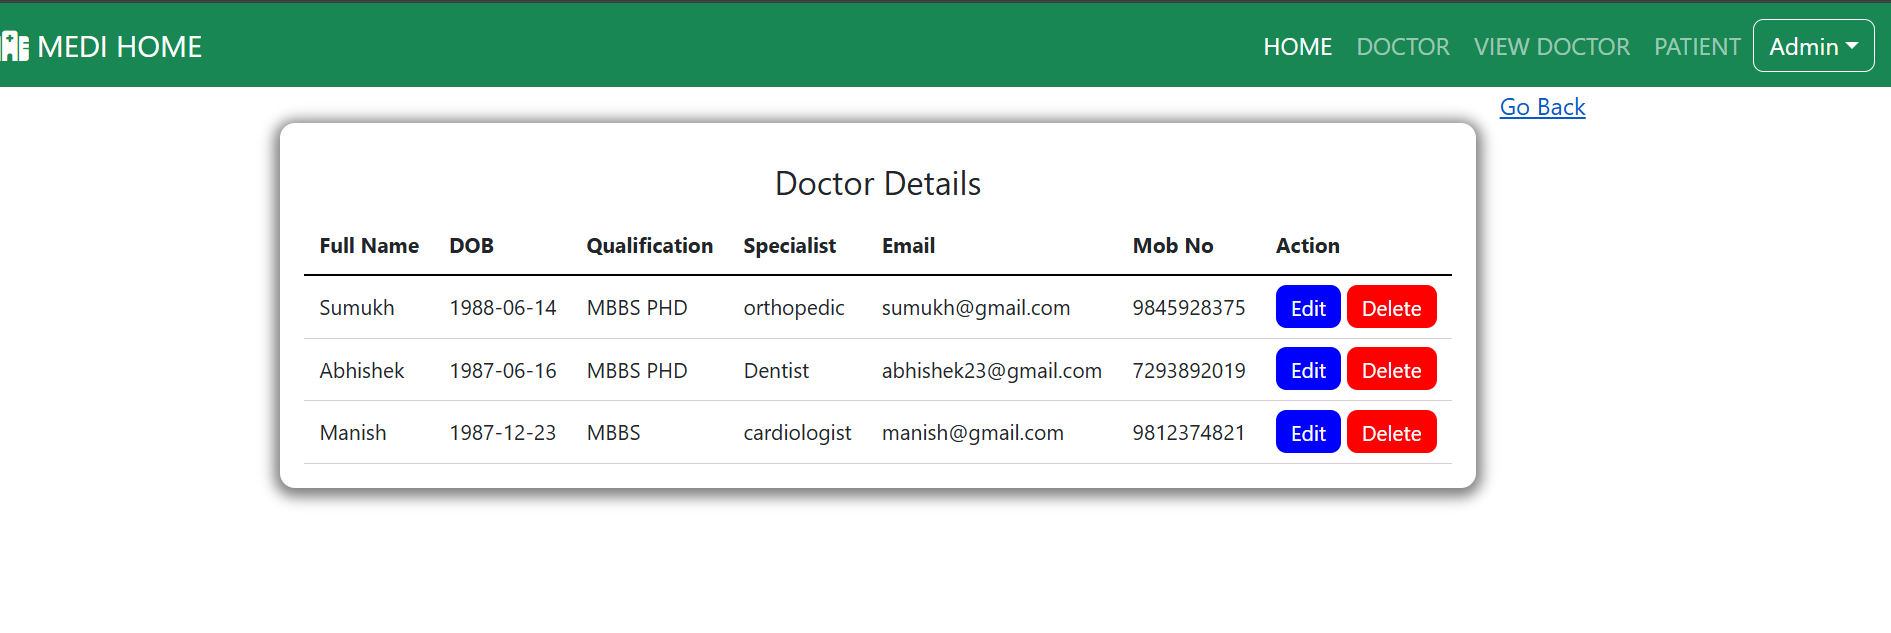 MEDI HOME HOME DOCTOR VIEW DOCTOR PATIENT Admin
Go Back
Doctor Details
Full Name DOB Qualification Specialist Email Mob No Action
Sumukh 1988-06-14 MBBS PHD orthopedic sumukh@gmail.com 9845928375 Edit Delete
Abhishek 1987-06-16 MBBS PHD Dentist abhishek23@gmail.com 7293892019 Edit Delete
Manish 1987-12-23 MBBS cardiologist manish@gmail.com 9812374821 Edit Delete